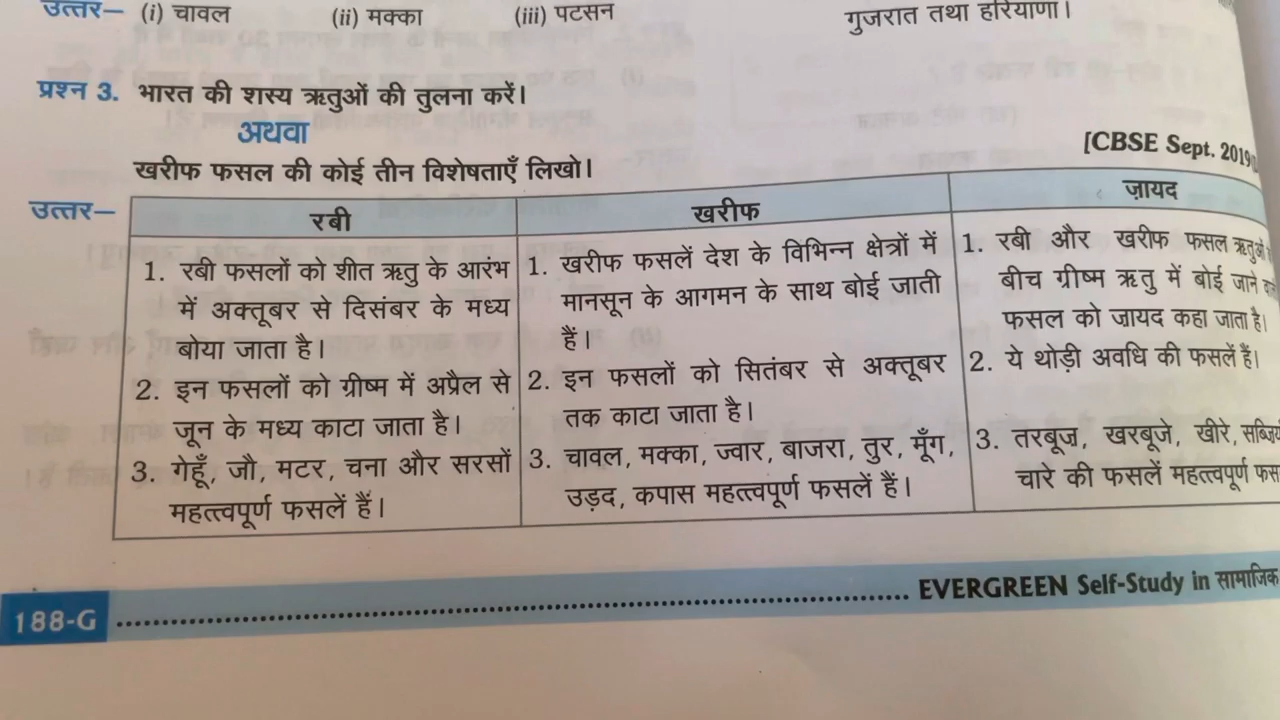 उत्तर– (i) चावल (ii) मक्का (iii) पटसन
गुजरात तथा हरियाणा।
प्रश्न 3. भारत की शस्य ऋतुओं की तुलना करें।
अथवा
खरीफ फसल की कोई तीन विशेषताएँ लिखो।
[CBSE Sept. 2019
उत्तर–
रबी
1. रबी फसलों को शीत ऋतु के आरंभ
में अक्तूबर से दिसंबर के मध्य
बोया जाता है।
2. इन फसलों को ग्रीष्म में अप्रैल से
जून के मध्य काटा जाता है।
3. गेहूँ, जौ, मटर, चना और सरसों
महत्त्वपूर्ण फसलें हैं।
खरीफ
1. खरीफ फसलें देश के विभिन्न क्षेत्रों में
मानसून के आगमन के साथ बोई जाती
हैं।
2. इन फसलों को सितंबर से अक्तूबर
तक काटा जाता है।
3. चावल, मक्का, ज्वार, बाजरा, तुर, मूँग,
उड़द, कपास महत्त्वपूर्ण फसलें हैं।
ज़ायद
1. रबी और खरीफ फसल ऋतुओं
बीच ग्रीष्म ऋतु में बोई जाने
फसल को जायद कहा जाता है।
2. ये थोड़ी अवधि की फसलें हैं।
3. तरबूज, खरबूजे, खीरे,
चारे की फसलें महत्त्वपूर्ण
188-G
EVERGREEN Self-Study in सामाजिक